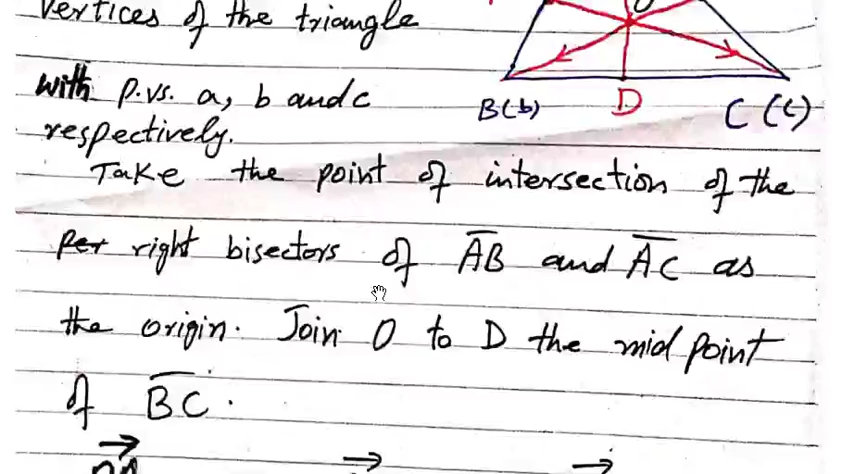 vertices of the triangle
O
with p.vs. a, b and c
B(b)
D
C (c)
respectively.
Take the point of intersection of the
per right bisectors of AB and AC as
the origin. Join O to D the mid point
of BC.